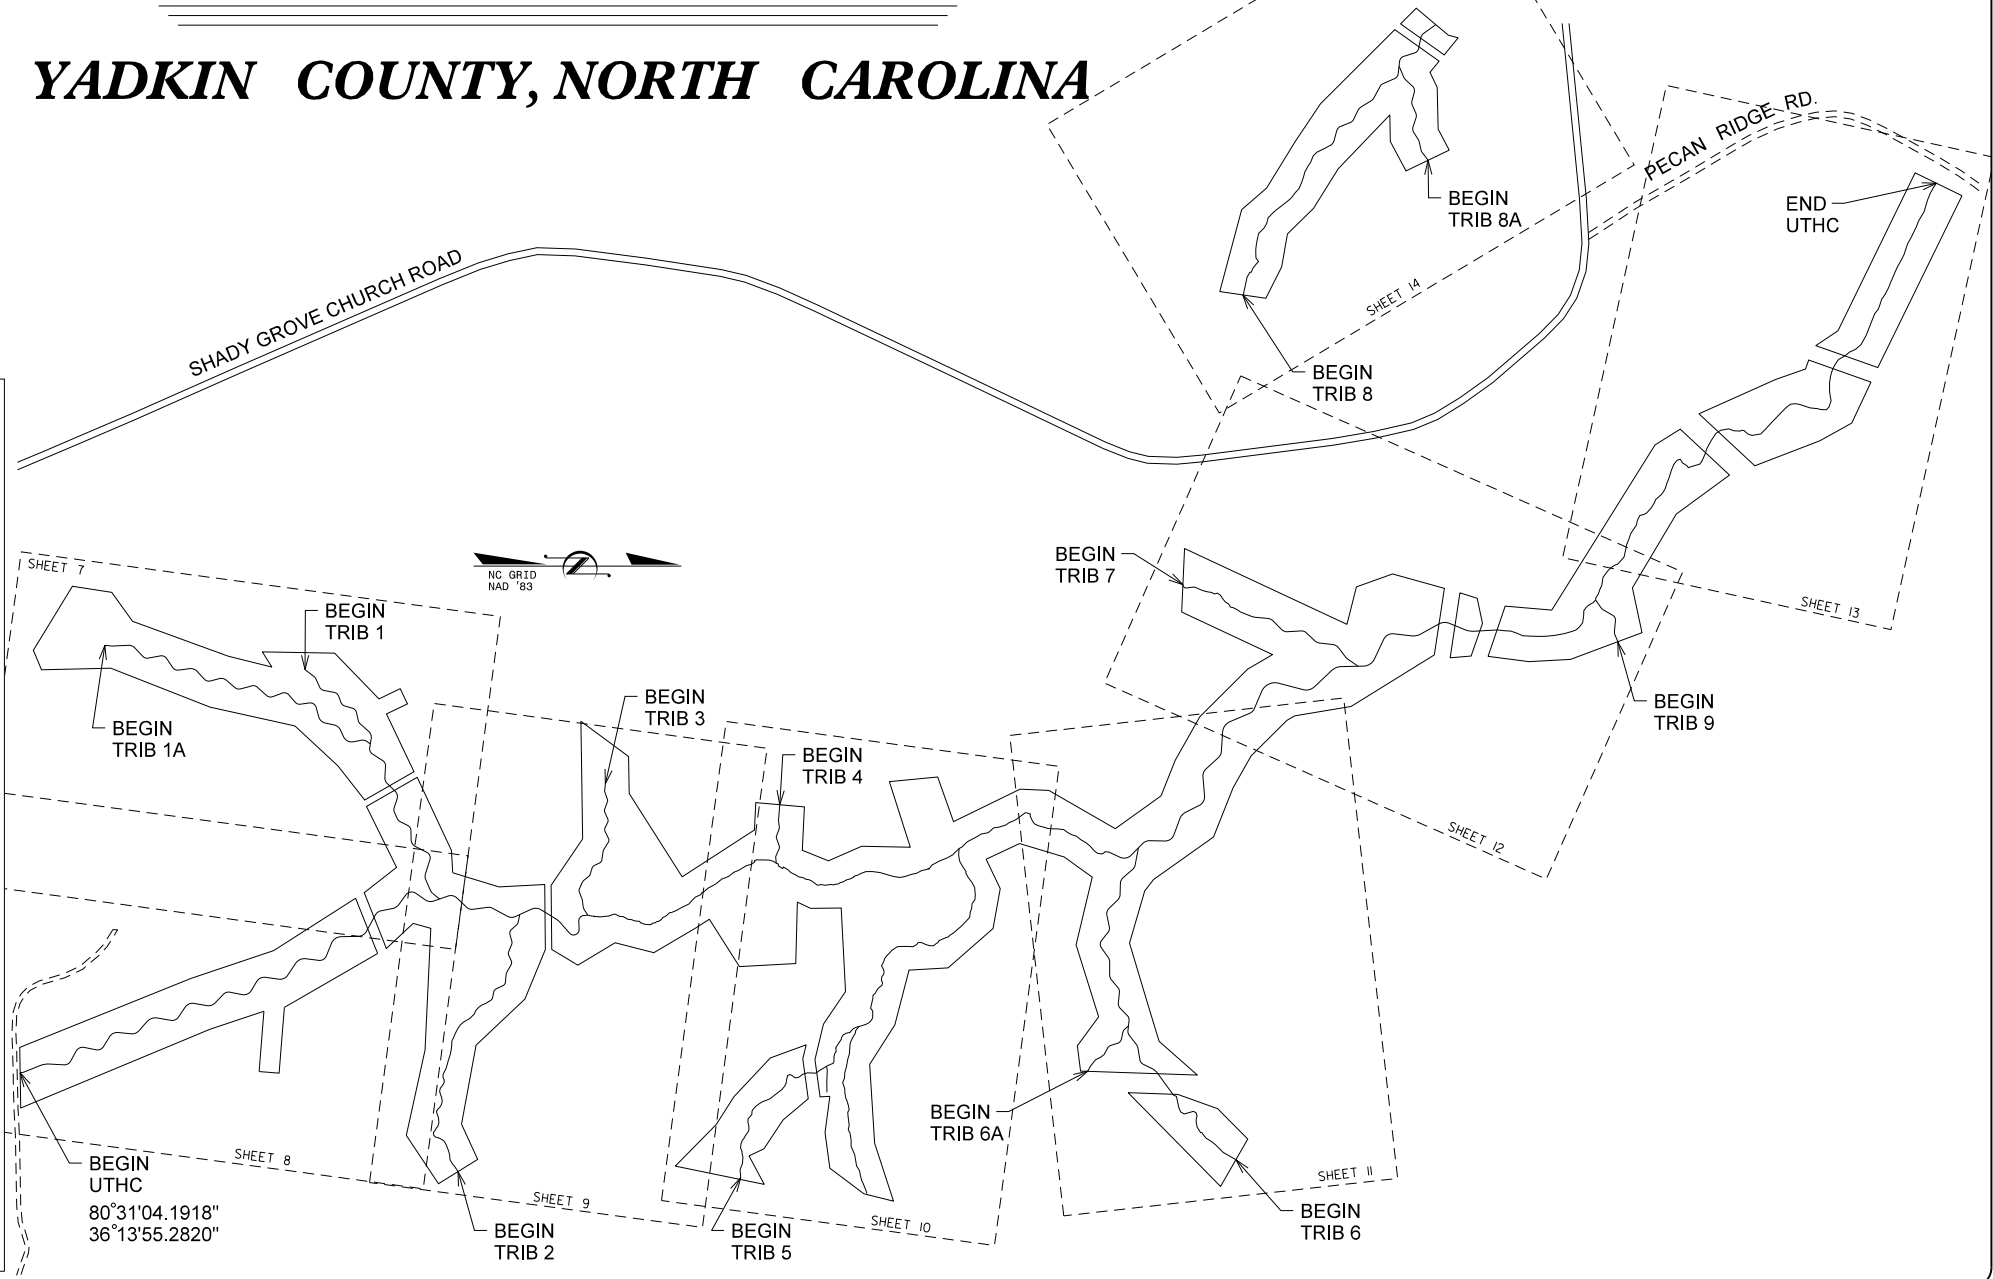 YADKIN COUNTY, NORTH CAROLINA
PECAN RIDGE RD.
BEGIN
TRIB 8A
END
UTHC
SHADY GROVE CHURCH ROAD
SHEET 14
BEGIN
TRIB 8
SHEET 7
NC GRID
NAD '83
BEGIN
TRIB 7
BEGIN
TRIB 1
SHEET 13
BEGIN
TRIB 3
BEGIN
TRIB 9
BEGIN
TRIB 1A
BEGIN
TRIB 4
SHEET 12
BEGIN
TRIB 6A
SHEET 8
BEGIN
UTHC
80°31'04.1918"
36°13'55.2820"
SHEET 9
SHEET 11
BEGIN
TRIB 2
BEGIN
TRIB 5
SHEET 10
BEGIN
TRIB 6